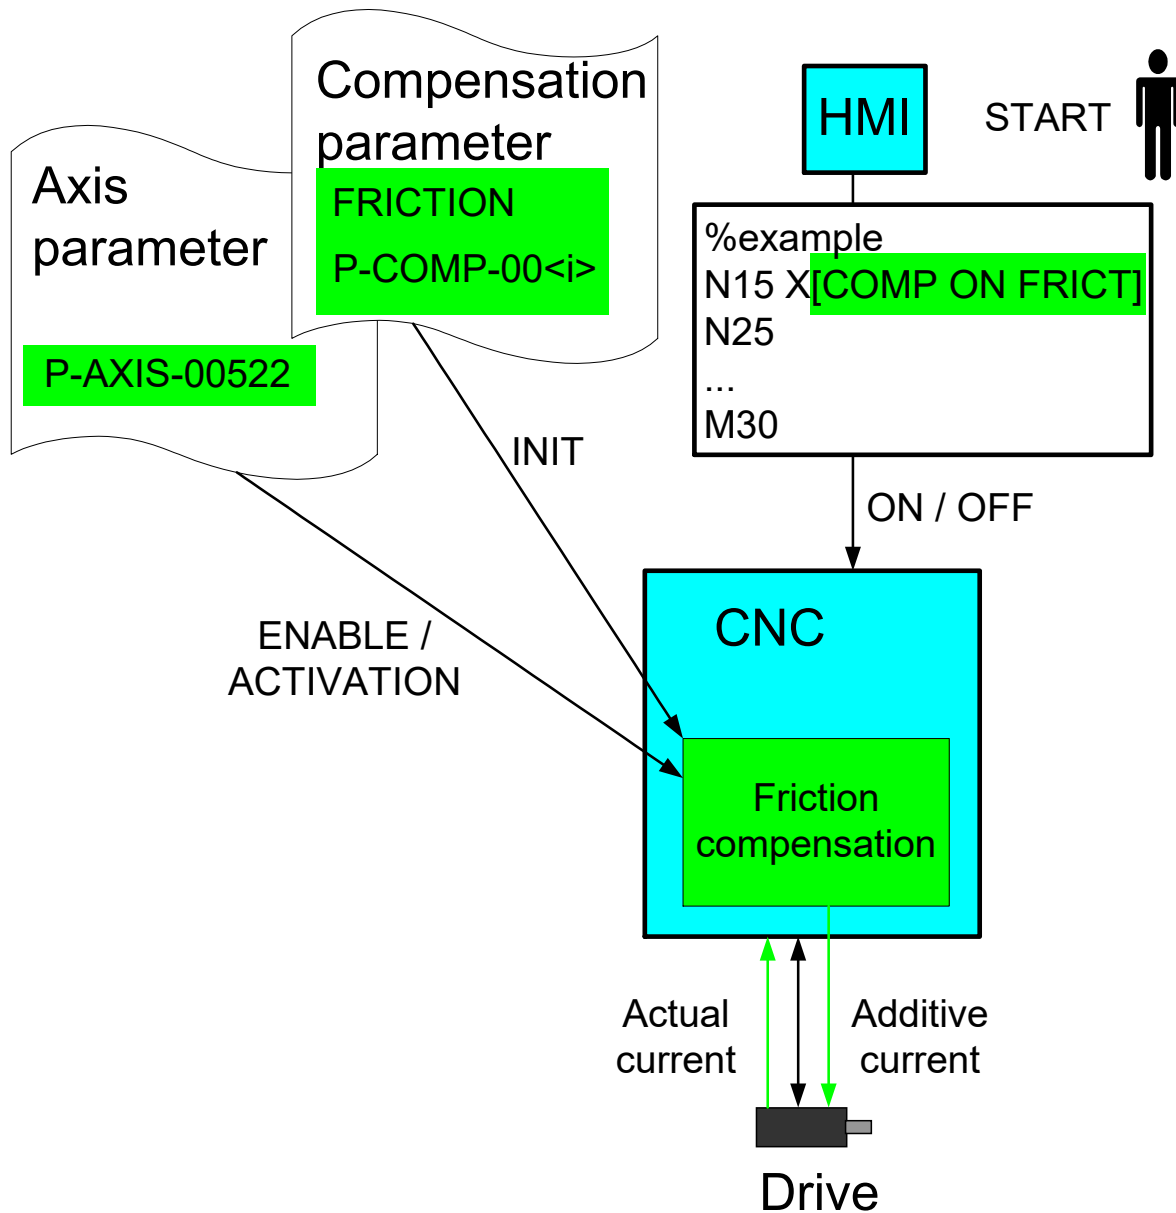 Compensation
parameter
FRICTION
P-COMP-00<i>
Axis
parameter
P-AXIS-00522
HMI
START
%example
N15 X[COMP ON FRICT]
N25
...
M30
INIT
ON / OFF
ENABLE /
ACTIVATION
CNC
Friction
compensation
Actual
current
Additive
current
Drive